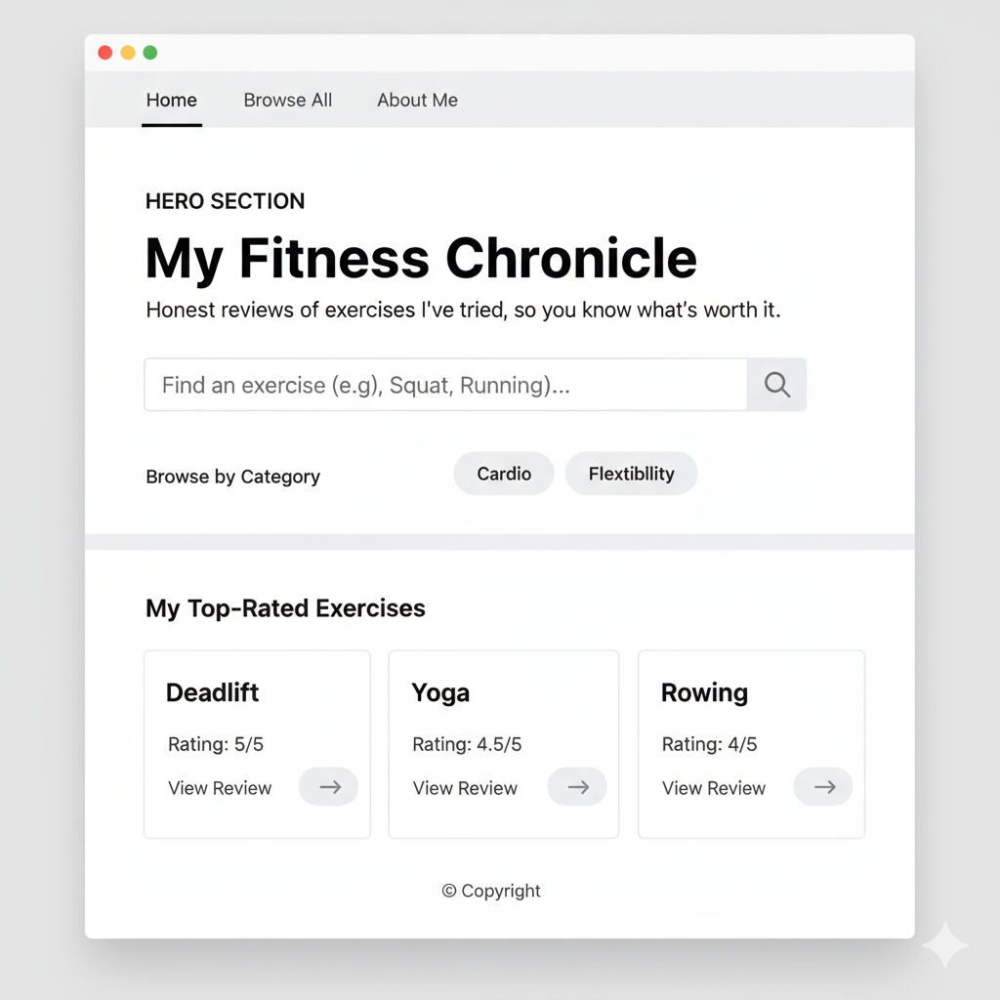 Home Browse All About Me
HERO SECTION
My Fitness Chronicle
Honest reviews of exercises I've tried, so you know what's worth it.
Find an exercise (e.g), Squat, Running)...
Browse by Category Cardio Flextibllity
My Top-Rated Exercises
Deadlift
Rating: 5/5
View Review
Yoga
Rating: 4.5/5
View Review
Rowing
Rating: 4/5
View Review
© Copyright